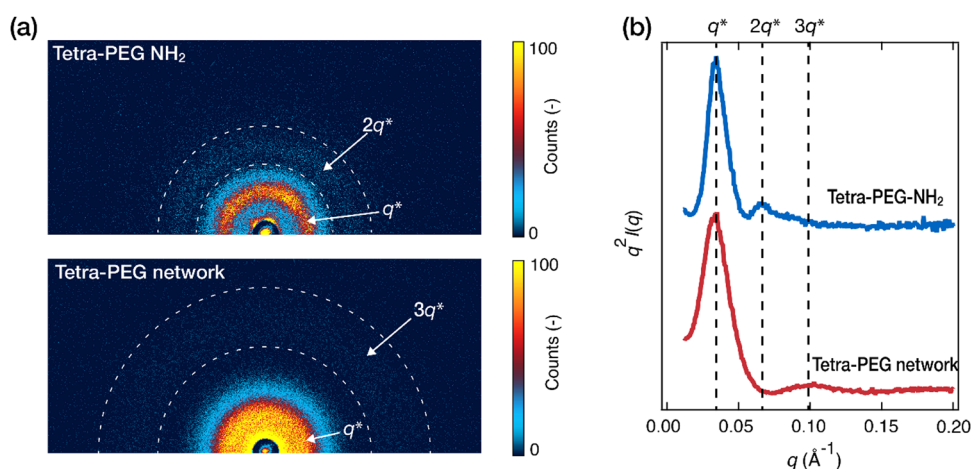 (a)
Tetra-PEG NH₂
2q*
q*
100
Counts (-)
0
Tetra-PEG network
3q*
q*
100
Counts (-)
0
(b)
q* 2q* 3q*
q²I(q)
Tetra-PEG-NH₂
Tetra-PEG network
0.00 0.05 0.10 0.15 0.20
q (Å⁻¹)